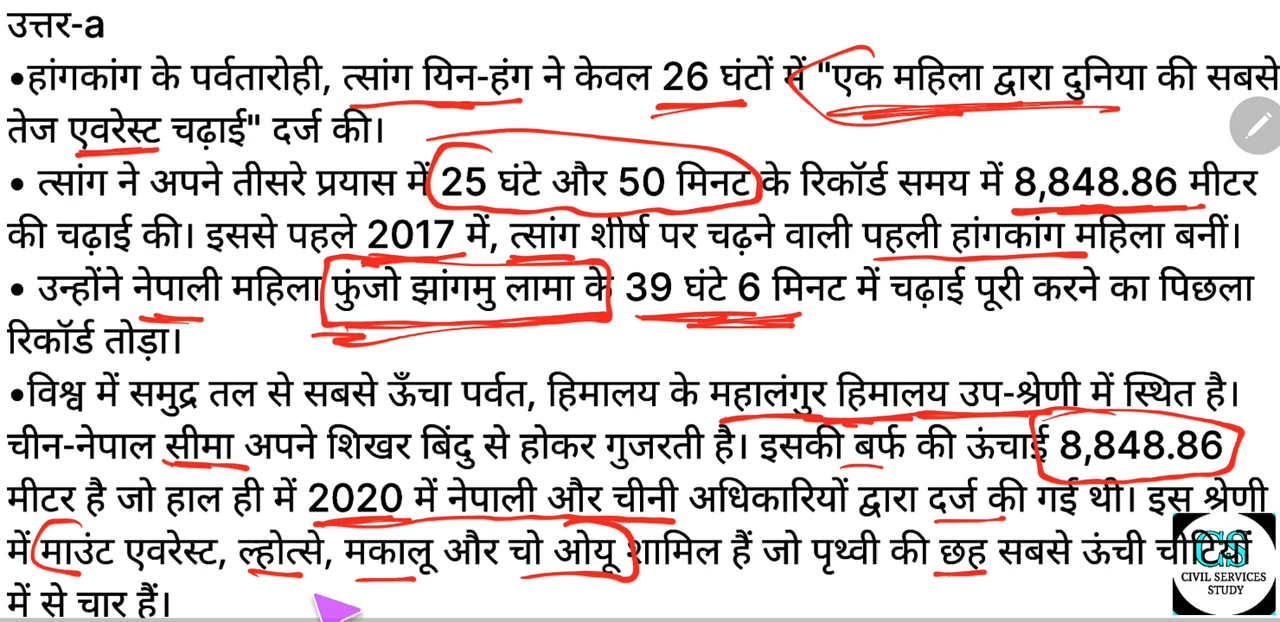 उत्तर-a
•हांगकांग के पर्वतारोही, त्सांग यिन-हंग ने केवल 26 घंटों में "एक महिला द्वारा दुनिया की सबसे
तेज एवरेस्ट चढ़ाई" दर्ज की।
• त्सांग ने अपने तीसरे प्रयास में 25 घंटे और 50 मिनट के रिकॉर्ड समय में 8,848.86 मीटर
की चढ़ाई की। इससे पहले 2017 में, त्सांग शीर्ष पर चढ़ने वाली पहली हांगकांग महिला बनीं।
• उन्होंने नेपाली महिला फुंजो झांगमु लामा के 39 घंटे 6 मिनट में चढ़ाई पूरी करने का पिछला
रिकॉर्ड तोड़ा।
•विश्व में समुद्र तल से सबसे ऊँचा पर्वत, हिमालय के महालंगुर हिमालय उप-श्रेणी में स्थित है।
चीन-नेपाल सीमा अपने शिखर बिंदु से होकर गुजरती है। इसकी बर्फ की ऊंचाई 8,848.86
मीटर है जो हाल ही में 2020 में नेपाली और चीनी अधिकारियों द्वारा दर्ज की गई थी। इस श्रेणी
में माउंट एवरेस्ट, ल्होत्से, मकालू और चो ओयू शामिल हैं जो पृथ्वी की छह सबसे ऊंची चोटियों
में से चार हैं।
GS
CIVIL SERVICES
STUDY